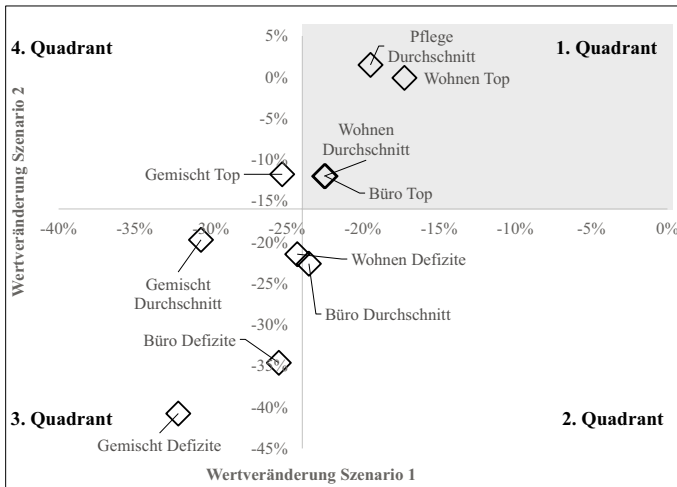 4. Quadrant
1. Quadrant
Wertveränderung Szenario 2
5%
0%
-5%
-10%
-15%
-20%
-25%
-30%
-35%
-40%
-45%
Pflege
Durchschnitt
Wohnen Top
Wohnen
Durchschnitt
Gemischt Top
Büro Top
-40%
-35%
-30%
-25%
-20%
-15%
-10%
-5%
0%
Wohnen Defizite
Gemischt
Durchschnitt
Büro Durchschnitt
Büro Defizite
3. Quadrant
2. Quadrant
Gemischt Defizite
Wertveränderung Szenario 1